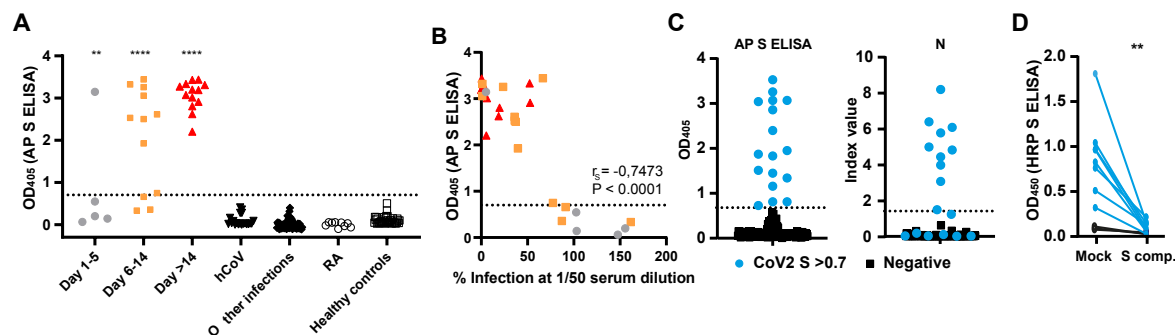 A
** **** ****
OD405 (AP S ELISA)
4
3
2
1
0
Day 1-5
Day 6-14
Day >14
hCoV
O ther infections
RA
Healthy controls
B
OD405 (AP S ELISA)
4
3
2
1
0
rs = -0,7473
P < 0.0001
0 50 100 150 200
% Infection at 1/50 serum dilution
C
AP S ELISA
OD405
4
3
2
1
0
N
Index value
10
8
6
4
2
0
CoV2 S >0.7 Negative
D
**
OD450 (HRP S ELISA)
2.0
1.5
1.0
0.5
0.0
Mock S comp.